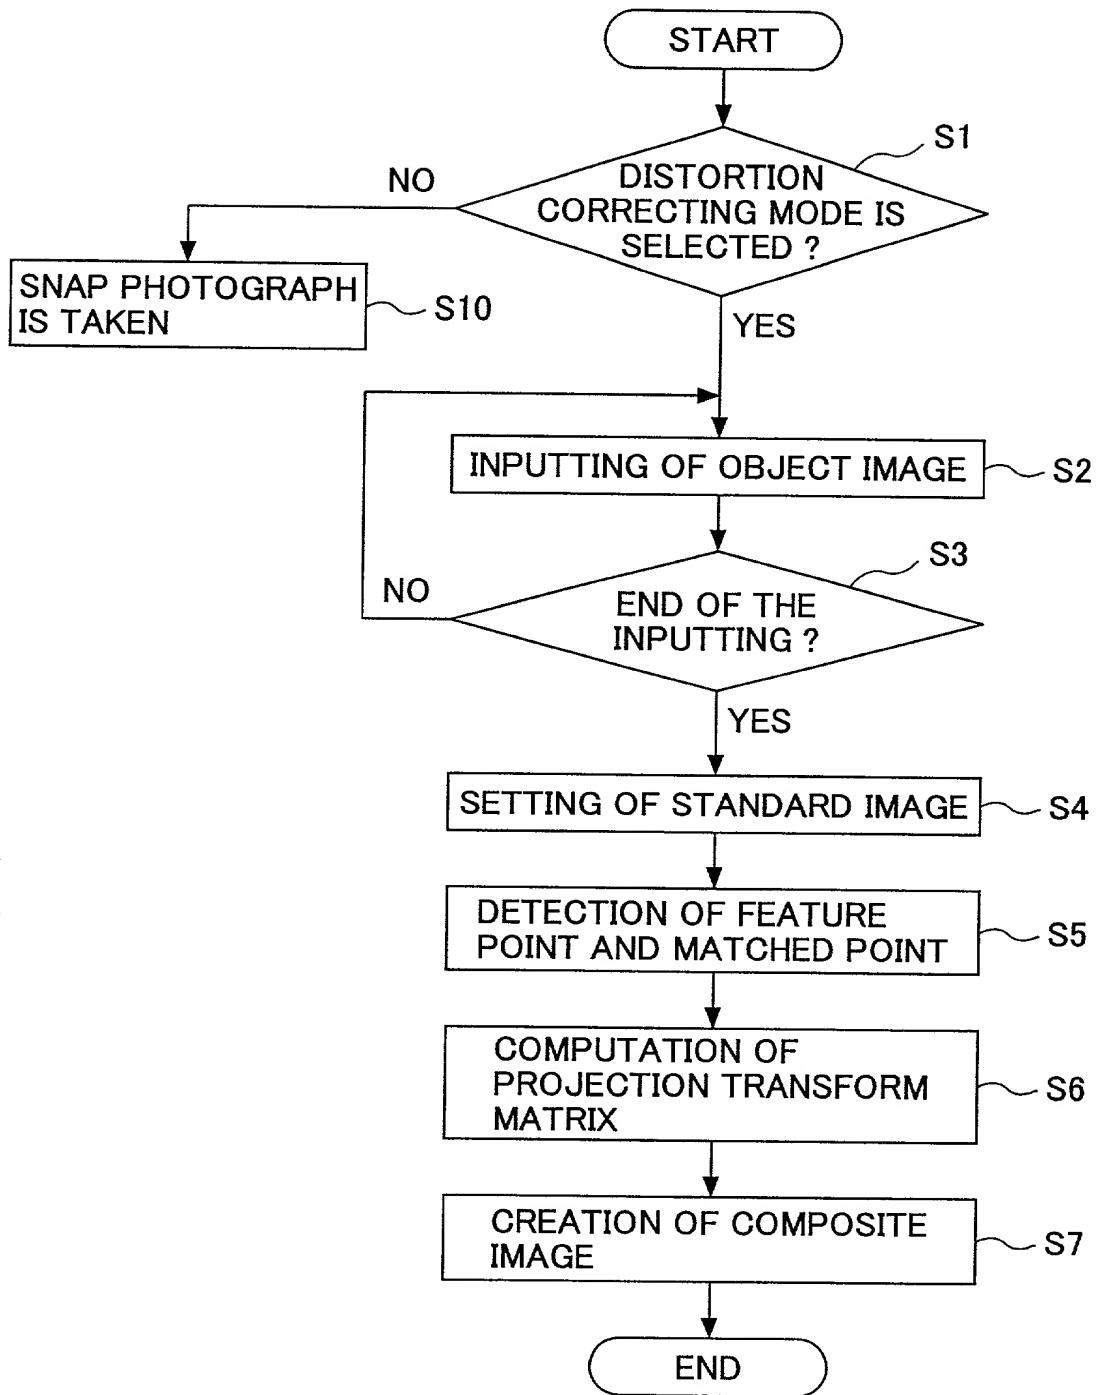 START
S1
DISTORTION
CORRECTING MODE IS
SELECTED ?
NO
SNAP PHOTOGRAPH
IS TAKEN
S10
YES
INPUTTING OF OBJECT IMAGE
S2
S3
END OF THE
INPUTTING ?
NO
YES
SETTING OF STANDARD IMAGE
S4
DETECTION OF FEATURE
POINT AND MATCHED POINT
S5
COMPUTATION OF
PROJECTION TRANSFORM
MATRIX
S6
CREATION OF COMPOSITE
IMAGE
S7
END